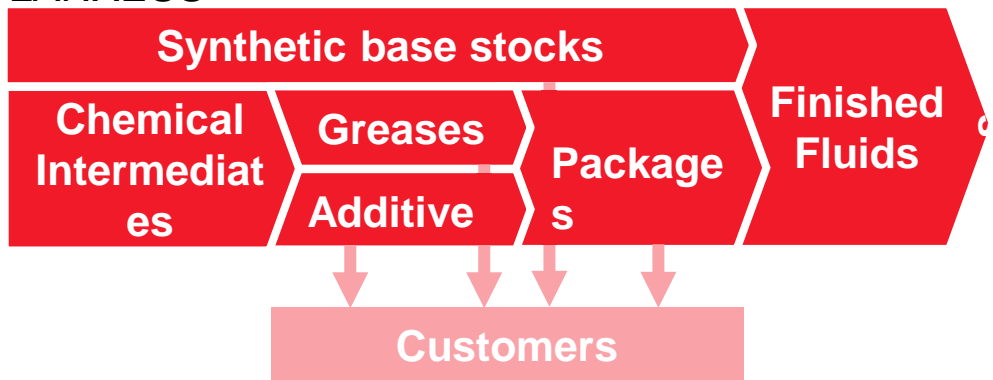 Synthetic base stocks
Chemical
Intermediat
es
Greases
Additive
Package
s
Finished
Fluids
s
Customers